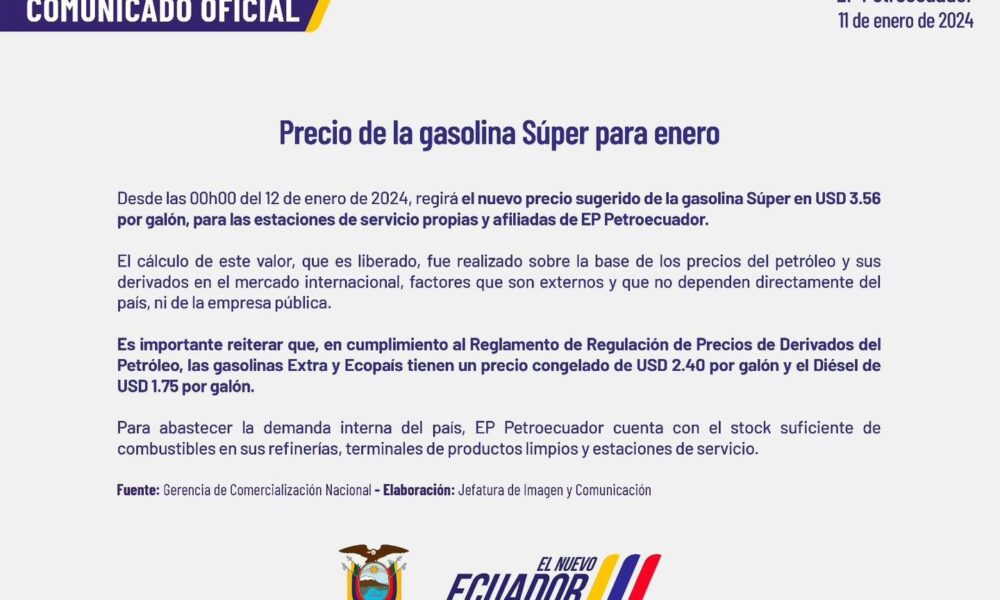 COMUNICADO OFICIAL
EP Petroecuador
11 de enero de 2024
Precio de la gasolina Súper para enero
Desde las 00h00 del 12 de enero de 2024, regirá el nuevo precio sugerido de la gasolina Súper en USD 3.56
por galón, para las estaciones de servicio propias y afiliadas de EP Petroecuador.
El cálculo de este valor, que es liberado, fue realizado sobre la base de los precios del petróleo y sus
derivados en el mercado internacional, factores que son externos y que no dependen directamente del
país, ni de la empresa pública.
Es importante reiterar que, en cumplimiento al Reglamento de Regulación de Precios de Derivados del
Petróleo, las gasolinas Extra y Ecopaís tienen un precio congelado de USD 2.40 por galón y el Diésel de
USD 1.75 por galón.
Para abastecer la demanda interna del país, EP Petroecuador cuenta con el stock suficiente de
combustibles en sus refinerías, terminales de productos limpios y estaciones de servicio.
Fuente: Gerencia de Comercialización Nacional - Elaboración: Jefatura de Imagen y Comunicación
EL NUEVO
ECUADOR